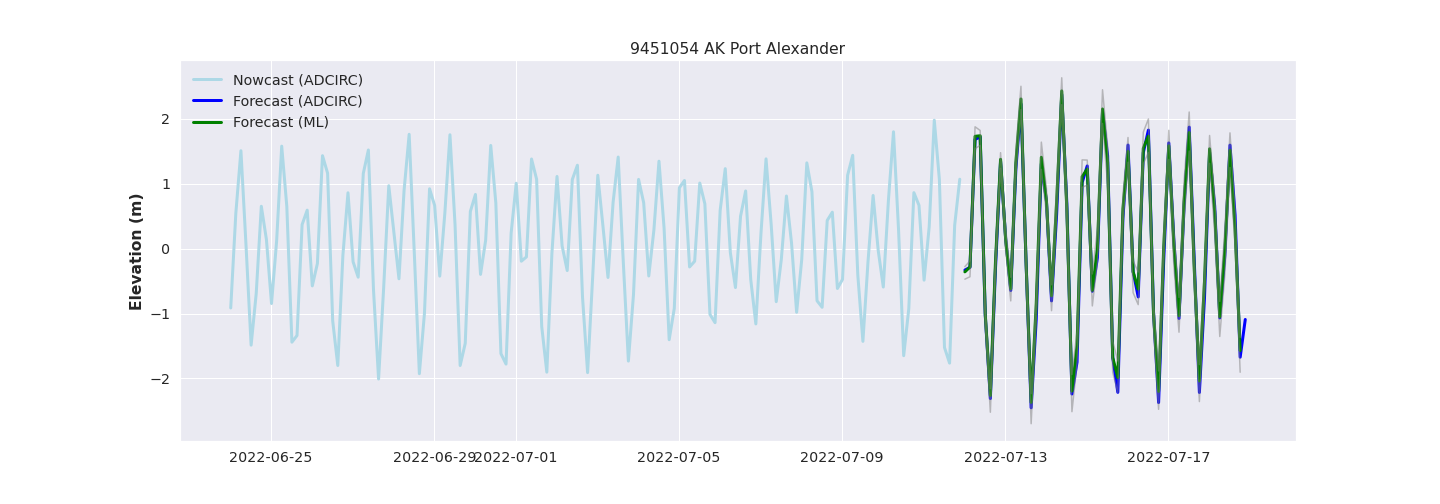 9451054 AK Port Alexander
Nowcast (ADCIRC)
Forecast (ADCIRC)
Forecast (ML)
Elevation (m)
2
1
0
−1
−2
2022-06-25
2022-06-29
2022-07-01
2022-07-05
2022-07-09
2022-07-13
2022-07-17